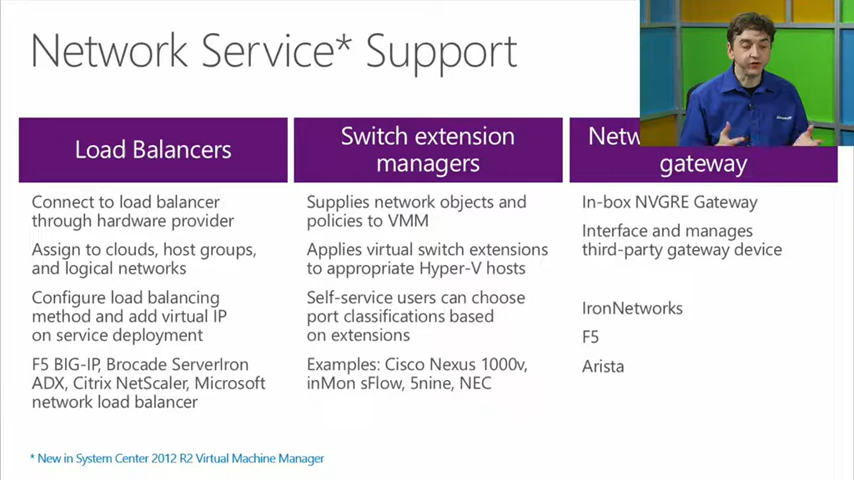 Network Service* Support
Load Balancers
Connect to load balancer
through hardware provider
Assign to clouds, host groups,
and logical networks
Configure load balancing
method and add virtual IP
on service deployment
F5 BIG-IP, Brocade ServerIron
ADX, Citrix NetScaler, Microsoft
network load balancer
Switch extension
managers
Supplies network objects and
policies to VMM
Applies virtual switch extensions
to appropriate Hyper-V hosts
Self-service users can choose
port classifications based
on extensions
Examples: Cisco Nexus 1000v,
inMon sFlow, 5nine, NEC
gateway
In-box NVGRE Gateway
Interface and manages
third-party gateway device
IronNetworks
F5
Arista
* New in System Center 2012 R2 Virtual Machine Manager